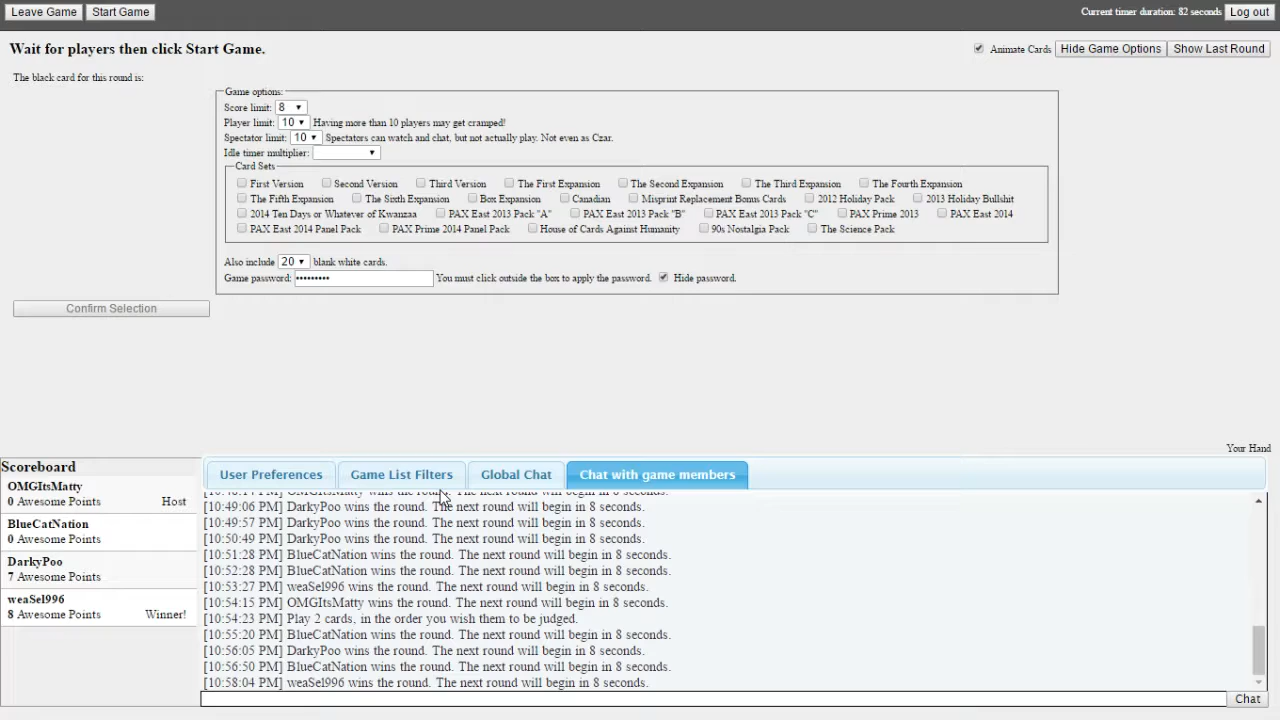 Leave Game Start Game Current timer duration: 82 seconds Log out
Wait for players then click Start Game. Animate Cards Hide Game Options Show Last Round
The black card for this round is:
Game options:
Score limit: 8
Player limit: 10 Having more than 10 players may get cramped!
Spectator limit: 10 Spectators can watch and chat, but not actually play. Not even as Czar.
Idle timer multiplier:
Card Sets
First Version Second Version Third Version The First Expansion The Second Expansion The Third Expansion The Fourth Expansion
The Fifth Expansion The Sixth Expansion Box Expansion Canadian Misprint Replacement Bonus Cards 2012 Holiday Pack 2013 Holiday Bullshit
2014 Ten Days or Whatever of Kwanzaa PAX East 2013 Pack "A" PAX East 2013 Pack "B" PAX East 2013 Pack "C" PAX Prime 2013 PAX East 2014
PAX East 2014 Panel Pack PAX Prime 2014 Panel Pack House of Cards Against Humanity 90s Nostalgia Pack The Science Pack
Also include 20 blank white cards.
Game password: ••••••••• You must click outside the box to apply the password. Hide password.
Confirm Selection
Your Hand
Scoreboard
OMGItsMatty
0 Awesome Points Host
BlueCatNation
0 Awesome Points
DarkyPoo
7 Awesome Points
weaSel996
8 Awesome Points Winner!
User Preferences Game List Filters Global Chat Chat with game members
OMGItsMatty wins the round. The next round will begin in 8 seconds.
[10:49:06 PM] DarkyPoo wins the round. The next round will begin in 8 seconds.
[10:49:57 PM] DarkyPoo wins the round. The next round will begin in 8 seconds.
[10:50:49 PM] DarkyPoo wins the round. The next round will begin in 8 seconds.
[10:51:28 PM] BlueCatNation wins the round. The next round will begin in 8 seconds.
[10:52:28 PM] BlueCatNation wins the round. The next round will begin in 8 seconds.
[10:53:27 PM] weaSel996 wins the round. The next round will begin in 8 seconds.
[10:54:15 PM] OMGItsMatty wins the round. The next round will begin in 8 seconds.
[10:54:23 PM] Play 2 cards, in the order you wish them to be judged.
[10:55:20 PM] BlueCatNation wins the round. The next round will begin in 8 seconds.
[10:56:05 PM] DarkyPoo wins the round. The next round will begin in 8 seconds.
[10:56:50 PM] BlueCatNation wins the round. The next round will begin in 8 seconds.
[10:58:04 PM] weaSel996 wins the round. The next round will begin in 8 seconds.
Chat